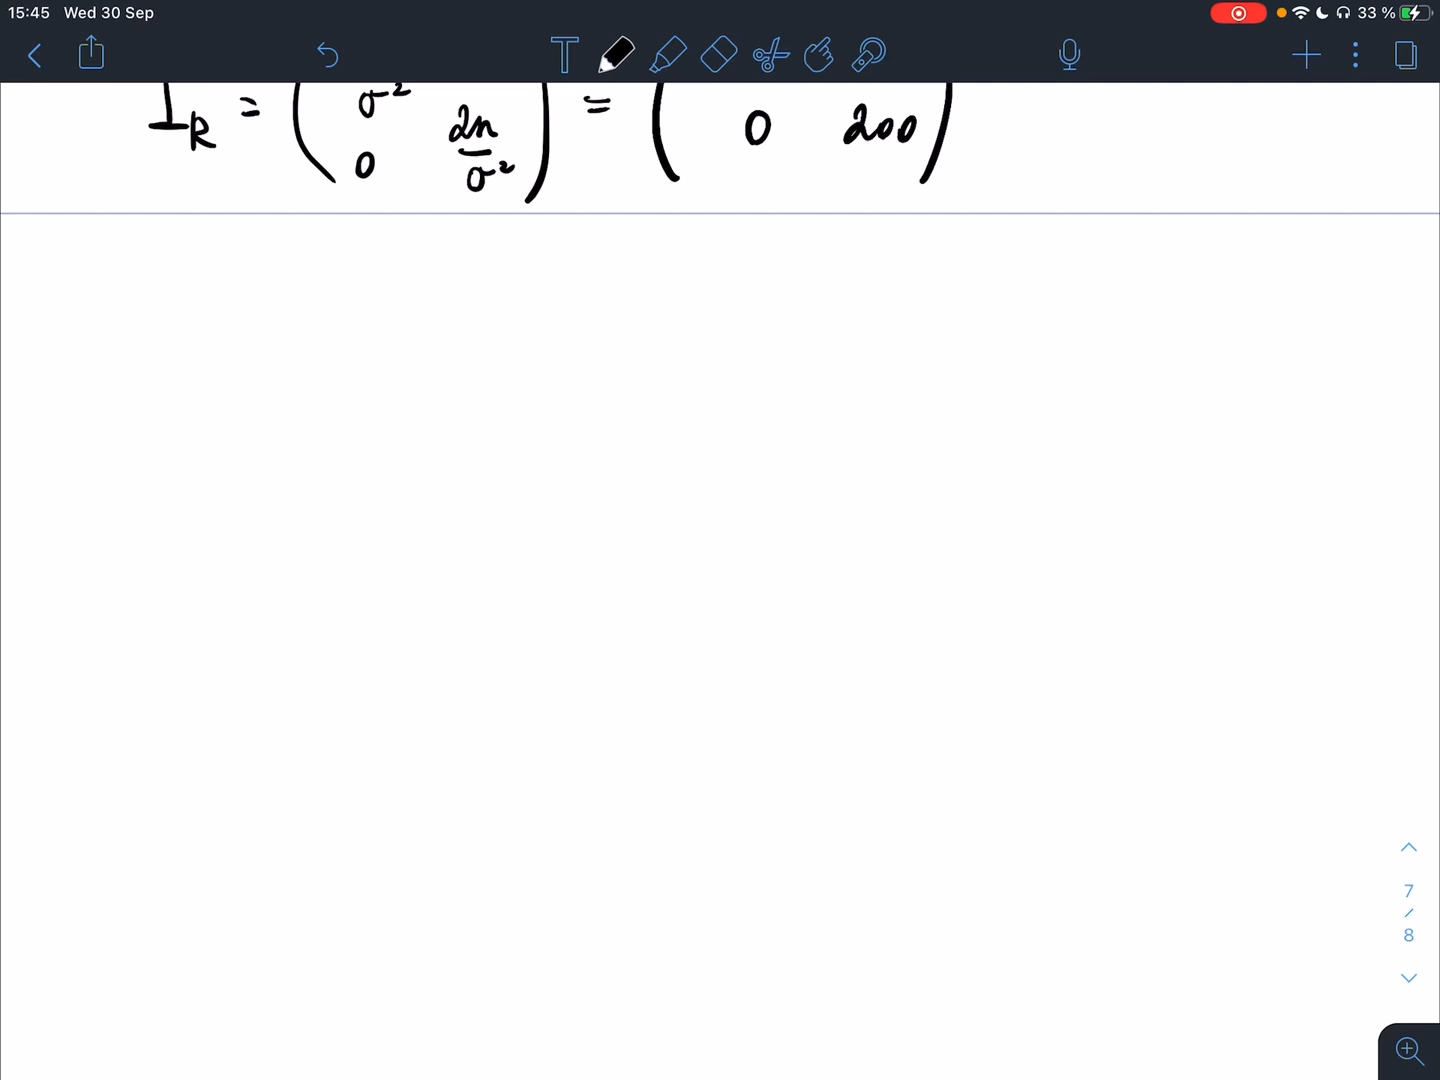 15:45 Wed 30 Sep 33 %
T
I_R = ( σ² 2n = ( 0 200 )
0 σ² )
7
/
8